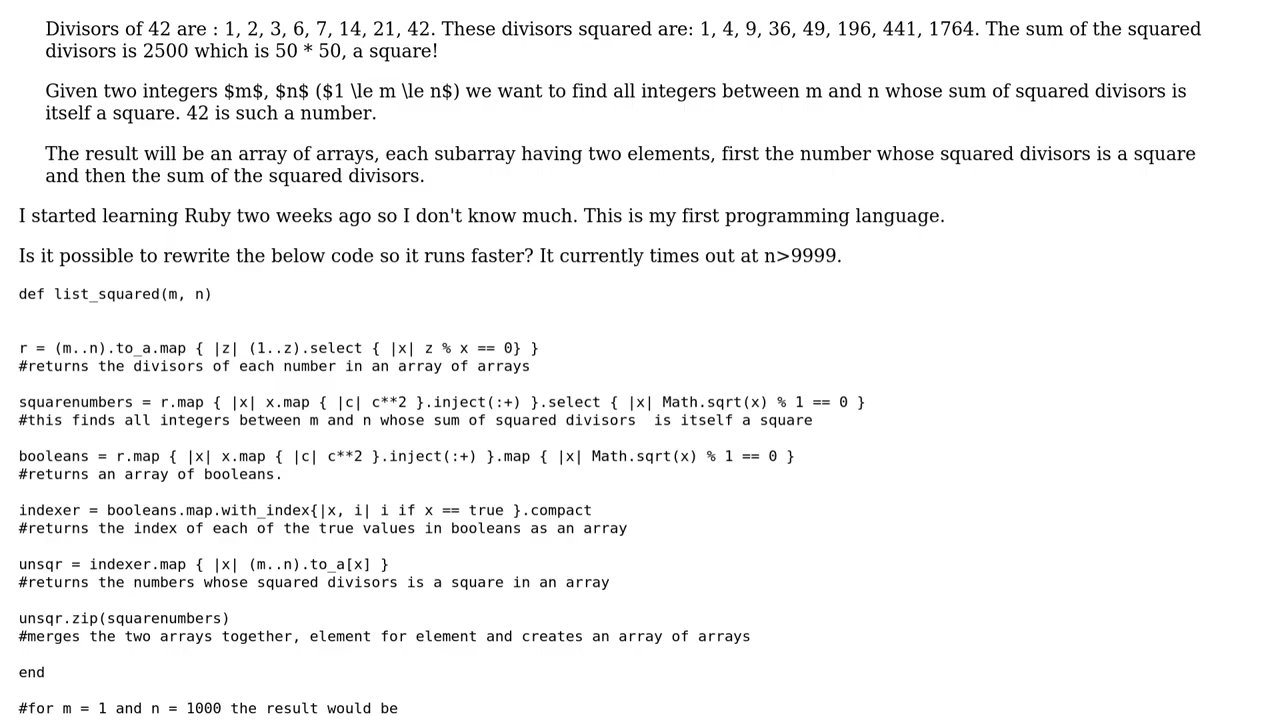 Divisors of 42 are : 1, 2, 3, 6, 7, 14, 21, 42. These divisors squared are: 1, 4, 9, 36, 49, 196, 441, 1764. The sum of the squared
divisors is 2500 which is 50 * 50, a square!
Given two integers $m$, $n$ ($1 \le m \le n$) we want to find all integers between m and n whose sum of squared divisors is
itself a square. 42 is such a number.
The result will be an array of arrays, each subarray having two elements, first the number whose squared divisors is a square
and then the sum of the squared divisors.
I started learning Ruby two weeks ago so I don't know much. This is my first programming language.
Is it possible to rewrite the below code so it runs faster? It currently times out at n>9999.
def list_squared(m, n)
r = (m..n).to_a.map { |z| (1..z).select { |x| z % x == 0} }
#returns the divisors of each number in an array of arrays
squarenumbers = r.map { |x| x.map { |c| c**2 }.inject(:+) }.select { |x| Math.sqrt(x) % 1 == 0 }
#this finds all integers between m and n whose sum of squared divisors  is itself a square
booleans = r.map { |x| x.map { |c| c**2 }.inject(:+) }.map { |x| Math.sqrt(x) % 1 == 0 }
#returns an array of booleans.
indexer = booleans.map.with_index{|x, i| i if x == true }.compact
#returns the index of each of the true values in booleans as an array
unsqr = indexer.map { |x| (m..n).to_a[x] }
#returns the numbers whose squared divisors is a square in an array
unsqr.zip(squarenumbers)
#merges the two arrays together, element for element and creates an array of arrays
end
#for m = 1 and n = 1000 the result would be